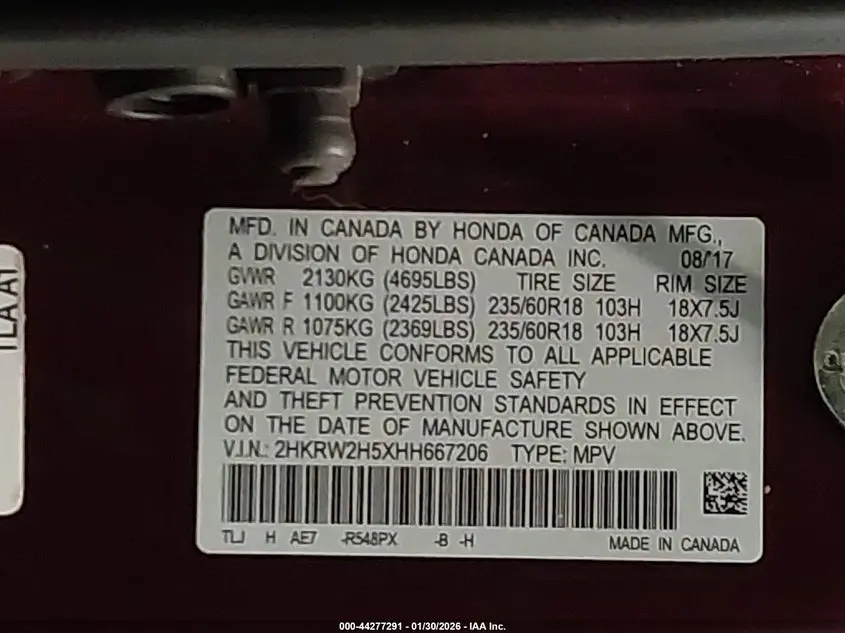 MFD. IN CANADA BY HONDA OF CANADA MFG.,
A DIVISION OF HONDA CANADA INC. 08/'17
GVWR 2130KG (4695LBS) TIRE SIZE RIM SIZE
GAWR F 1100KG (2425LBS) 235/60R18 103H 18X7.5J
GAWR R 1075KG (2369LBS) 235/60R18 103H 18X7.5J
THIS VEHICLE CONFORMS TO ALL APPLICABLE
FEDERAL MOTOR VEHICLE SAFETY
AND THEFT PREVENTION STANDARDS IN EFFECT
ON THE DATE OF MANUFACTURE SHOWN ABOVE.
V.I.N.: 2HKRW2H5XHH667206 TYPE: MPV
TLJ H AE7 -R548PX -B -H MADE IN CANADA
TLA A1
000-44277291 - 01/30/2026 - IAA Inc.